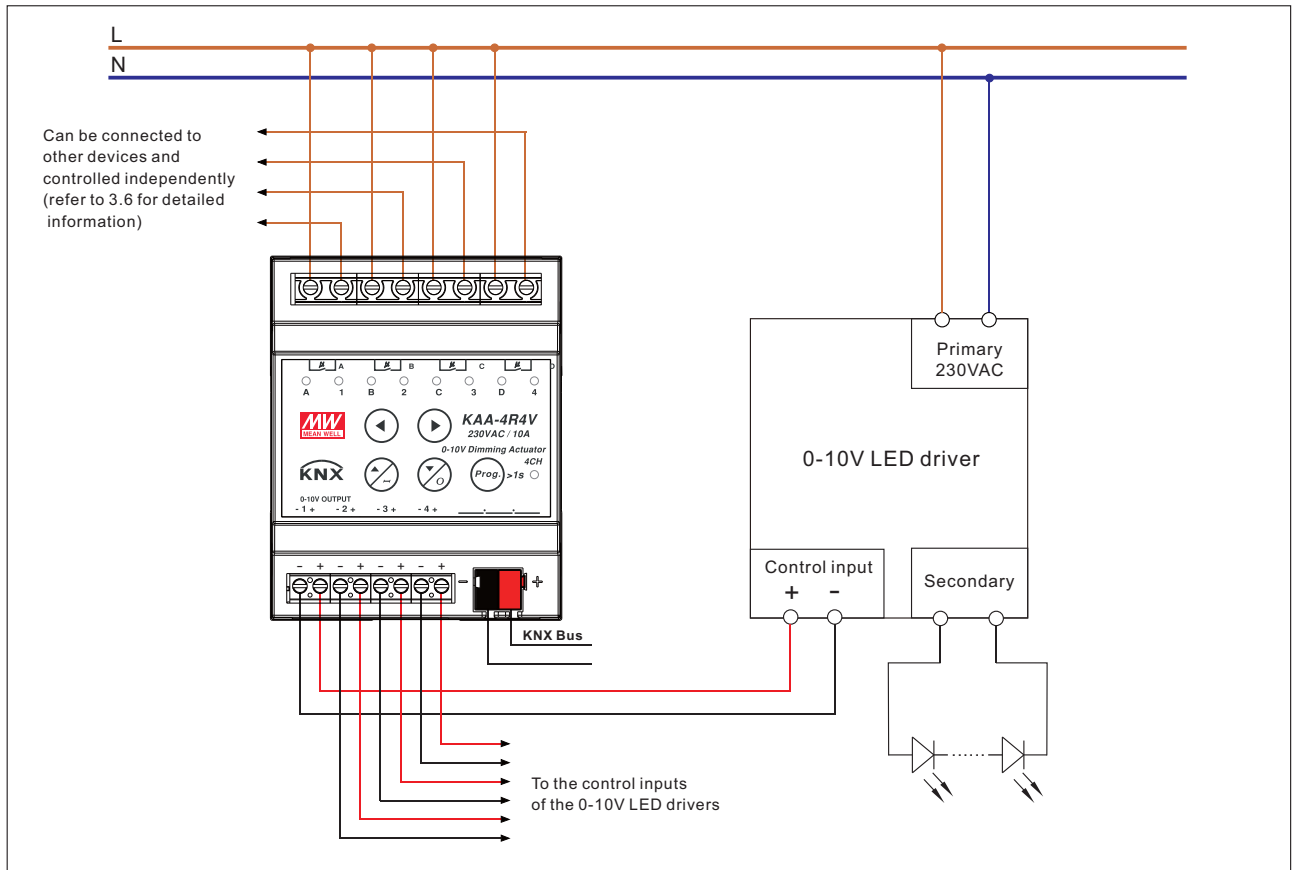 L
N
Can be connected to
other devices and
controlled independently
(refer to 3.6 for detailed
information)
A B C D
A 1 B 2 C 3 D 4
MW
MEAN WELL
KAA-4R4V
230VAC / 10A
0-10V Dimming Actuator
4CH
KNX
Prog. >1s
0-10V OUTPUT
- 1 + - 2 + - 3 + - 4 +
- + - + - + - +
- +
KNX Bus
Primary
230VAC
0-10V LED driver
Control input
+ -
Secondary
To the control inputs
of the 0-10V LED drivers